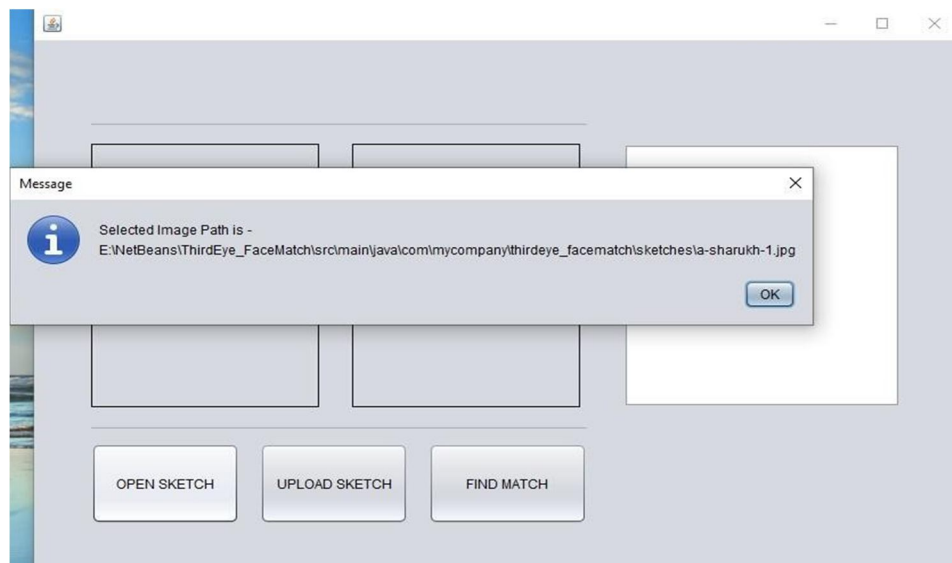 Message
Selected Image Path is -
E:\NetBeans\ThirdEye_FaceMatch\src\main\java\com\mycompany\thirdeye_facematch\sketches\a-sharukh-1.jpg
OK
OPEN SKETCH
UPLOAD SKETCH
FIND MATCH